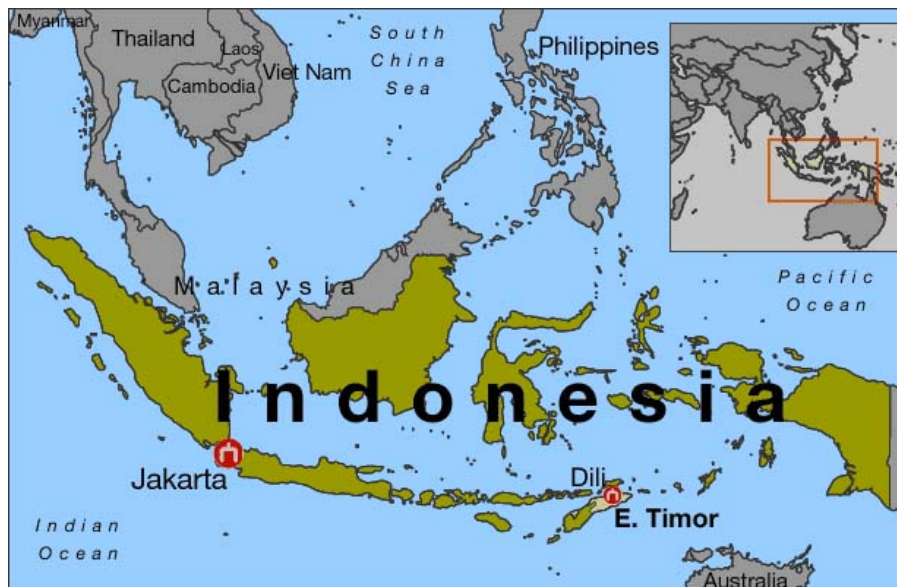 Myanmar
Thailand
Laos
Cambodia
Viet Nam
South
China
Sea
Philippines
Malaysia
Pacific
Ocean
Indonesia
Jakarta
Dili
E. Timor
Indian
Ocean
Australia